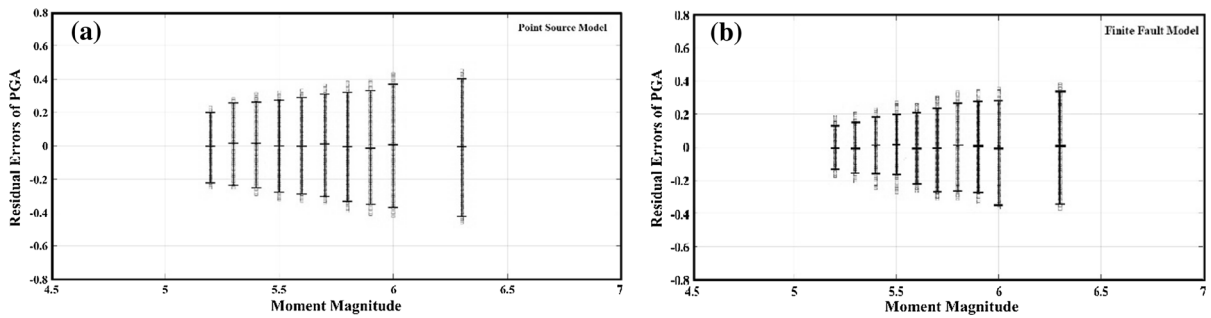 (a)
Point Source Model
Residual Errors of PGA
0.8
0.6
0.4
0.2
0
-0.2
-0.4
-0.6
-0.8
4.5 5 5.5 6 6.5 7
Moment Magnitude
(b)
Finite Fault Model
Residual Errors of PGA
0.8
0.6
0.4
0.2
0
-0.2
-0.4
-0.6
-0.8
4.5 5 5.5 6 6.5 7
Moment Magnitude